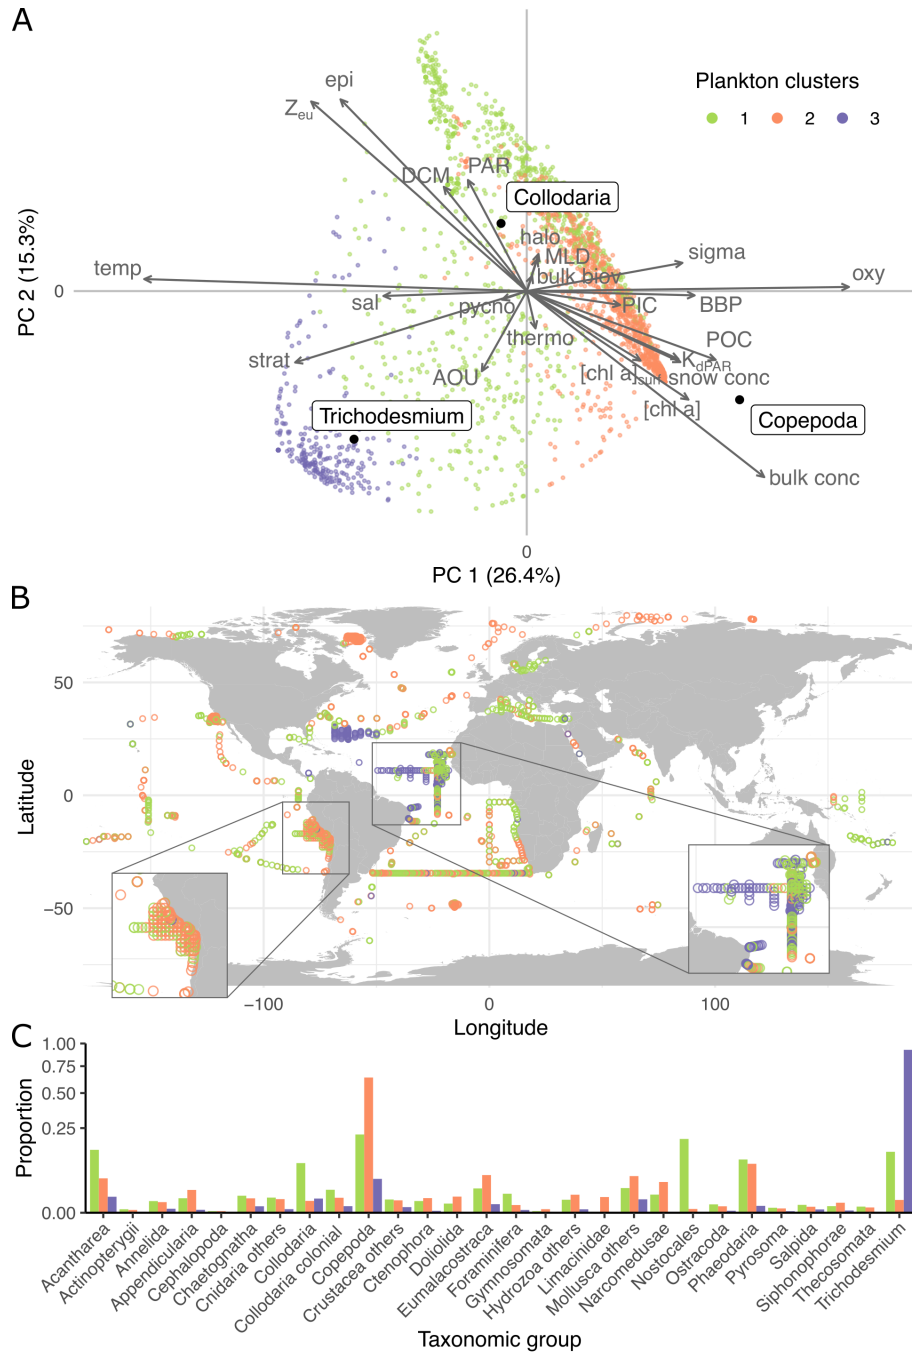 A
Plankton clusters
1 2 3
epi
Zeu
DCM
PAR
Collodaria
halo
MLD
bulk biov
sigma
temp
oxy
0
sal
pycno
PIC
BBP
thermo
POC
strat
AOU
KdPAR
[chl a]surf
snow conc
[chl a]
Trichodesmium
Copepoda
bulk conc
PC 2 (15.3%)
0
PC 1 (26.4%)
B
50
0
−50
Latitude
−100 0 100
Longitude
C
1.00
0.75
0.50
0.25
0.00
Proportion
Acantharea
Actinopterygii
Annelida
Appendicularia
Cephalopoda
Chaetognatha
Cnidaria others
Collodaria
Collodaria colonial
Copepoda
Crustacea others
Ctenophora
Doliolida
Eumalacostraca
Foraminifera
Gymnosomata
Hydrozoa others
Limacinidae
Mollusca others
Narcomedusae
Nostocales
Ostracoda
Phaeodaria
Pyrosoma
Salpida
Siphonophorae
Thecosomata
Trichodesmium
Taxonomic group